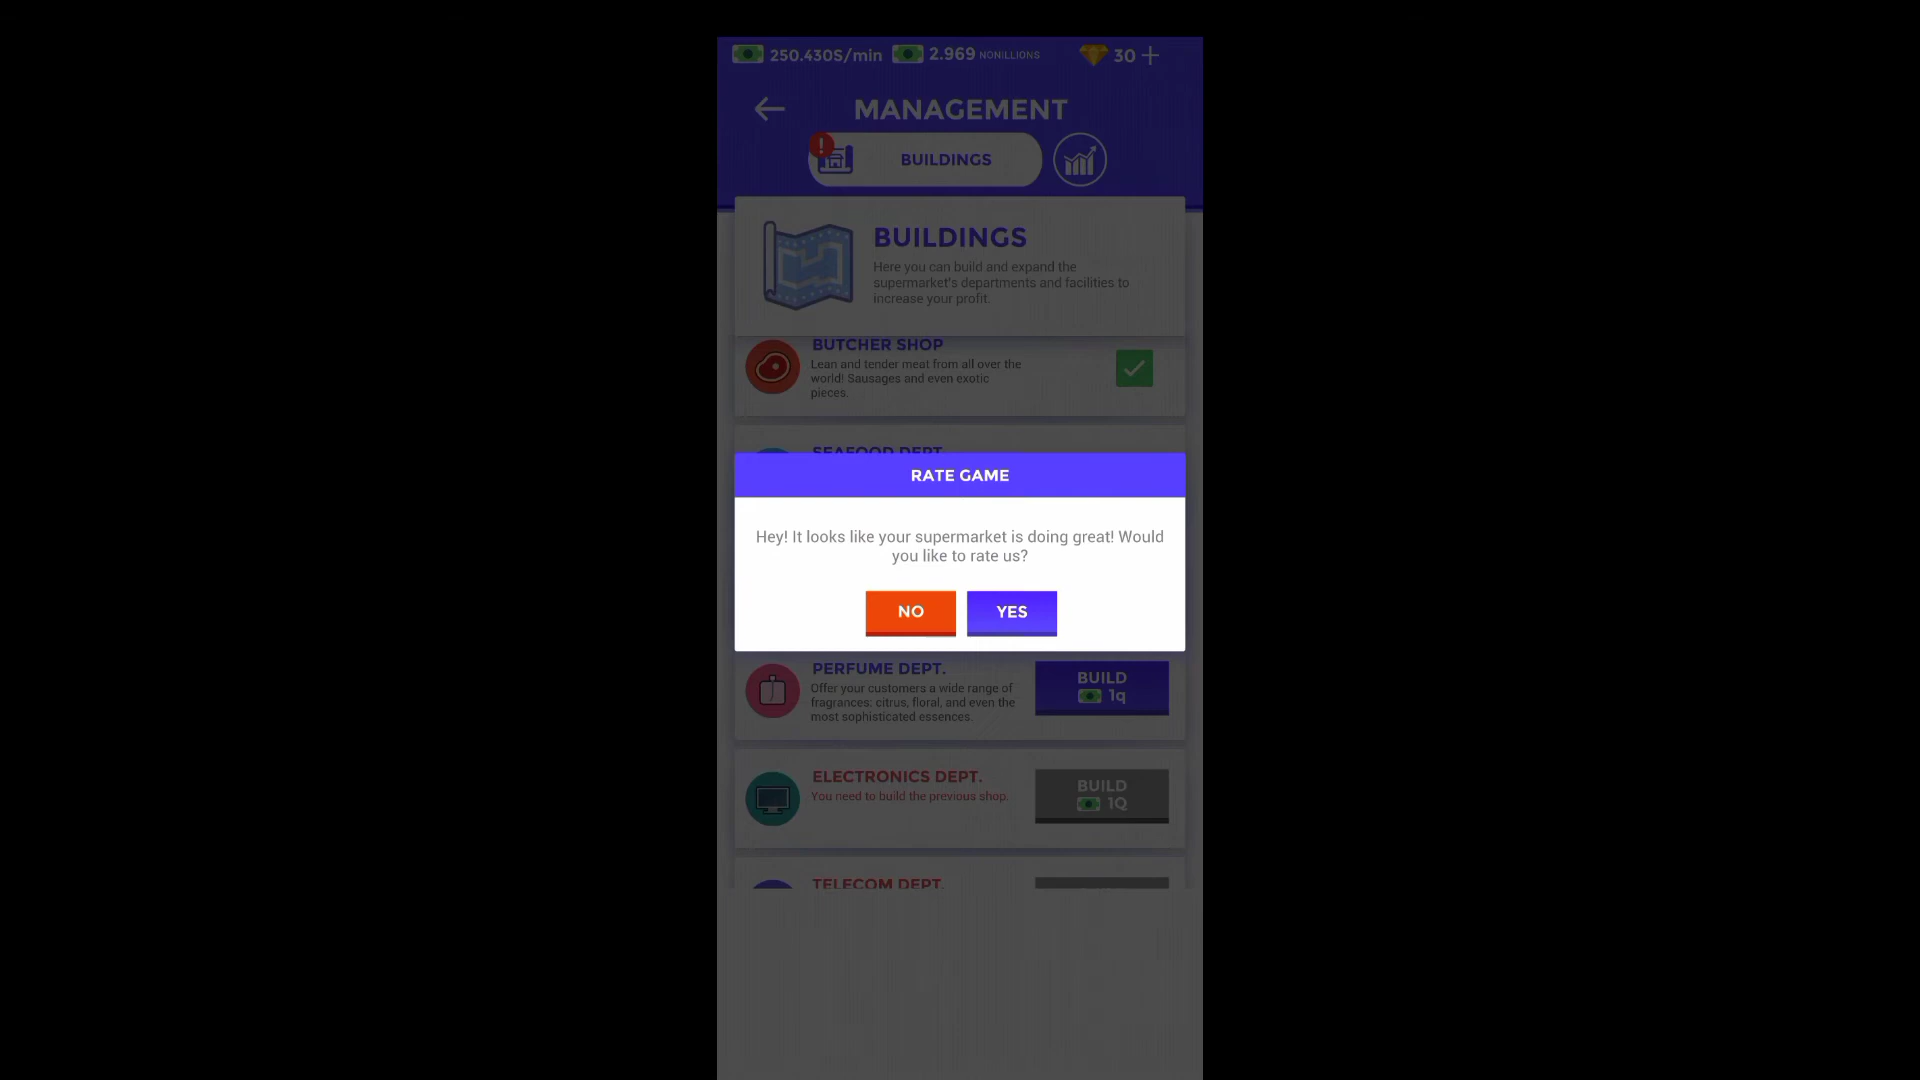 250.430S/min 2.969 NONILLIONS 30
MANAGEMENT
BUILDINGS
BUILDINGS
Here you can build and expand the
supermarket's departments and facilities to
increase your profit.
BUTCHER SHOP
Lean and tender meat from all over the
world! Sausages and even exotic
pieces.
SEAFOOD DEPT.
RATE GAME
Hey! It looks like your supermarket is doing great! Would
you like to rate us?
NO YES
PERFUME DEPT.
Offer your customers a wide range of
fragrances: citrus, floral, and even the
most sophisticated essences.
BUILD
1q
ELECTRONICS DEPT.
You need to build the previous shop.
BUILD
1Q
TELECOM DEPT.